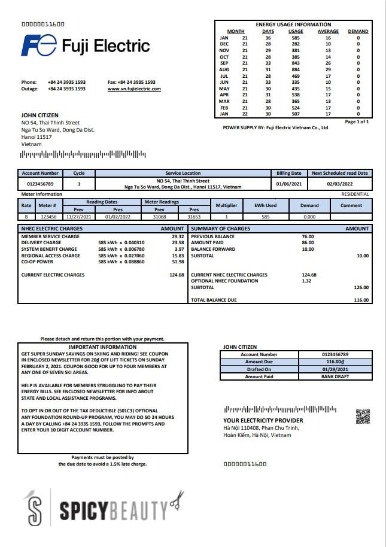 000000011600
Fuji Electric
Phone: +84 24 3935 1593 Fax: +84 24 3935 1593
Outage: +84 24 3935 1593 www.vn.fujielectric.com
ENERGY USAGE INFORMATION
MONTH DAYS USAGE AVERAGE DEMAND
JAN 21 36 585 16 0
DEC 21 28 282 10 0
NOV 21 29 381 13 0
OCT 21 28 385 14 0
SEP 21 33 843 26 0
AUG 21 31 884 29 0
JUL 21 28 469 17 0
JUN 21 33 335 10 0
MAY 21 30 435 15 0
APR 21 31 538 17 0
MAR 21 28 365 13 0
FEB 21 30 524 17 0
JAN 22 30 507 17 0
Page 1 of 1
POWER SUPPLY BY: Fuji Electric Vietnam Co., Ltd
JOHN CITIZEN
NO 54, Thai Thinh Street
Nga Tu So Ward, Dong Da Dist.
Hanoi 11517
Vietnam
Account Number Cycle Service Location Billing Date Next Scheduled read Date
0123456789 1 NO 54, Thai Thinh Street
Nga Tu So Ward, Dong Da Dist., Hanoi 11517, Vietnam 01/06/2021 02/03/2022
Meter Information RESIDENTIAL
Rate Meter # Reading Dates Meter Readings Multiplier kWh Used Demand Demand
Prev Pres Prev Pres
8 123456 11/27/2021 01/02/2022 31068 31653 1 585 0.000
NHEC ELECTRIC CHARGES AMOUNT SUMMARY OF CHARGES AMOUNT
MEMBER SERVICE CHARGE 29.32
DELIVERY CHARGE 585 kWh x 0.040310 23.58
SYSTEM BENEFIT CHARGE 585 kWh x 0.006780 3.97
REGIONAL ACCESS CHARGE 585 kWh x 0.027060 15.83
CO-OP POWER 585 kWh x 0.088860 51.98
CURRENT ELECTRIC CHARGES 124.68
PREVIOUS BALANCE 76.00
AMOUNT PAID 86.00
BALANCE FORWARD 10.00
SUBTOTAL 10.00
CURRENT NHEC ELECTRIC CHARGES 124.68
OPTIONAL NHEC FOUNDATION 1.32
SUBTOTAL 126.00
TOTAL BALANCE DUE 116.00
Please detach and return this portion with your payment.
IMPORTANT INFORMATION
GET SUPER SUNDAY SAVINGS ON SKIING AND RIDING! SEE COUPON
IN ENCLOSED NEWSLETTER FOR 20@ OFF LIFT TICKETS ON SUNDAY
FEBRUARY 2, 2021. COUPON GOOD FOR UP TO FOUR MEMBERS AT
ANY ONE OF SEVEN SKI AREAS.
HELP IS AVAILABLE FOR MEMBERS STRUGGLING TO PAY THEIR
ENERGY BILLS. SEE ENCLOSED NEWSLETTER FOR INFO ABOUT
STATE AND LOCAL ASSISTANCE PROGRAMS.
TO OPT IN OR OUT OF THE TAX DEDUCTIBLE (501C3) OPTIONAL
FOUNDATION ROUND-UP PROGRAM, YOU MAY DO SO 24 HOURS
A DAY BY CALLING +84 24 3935 1593, FOLLOW THE PROMPTS AND
ENTER YOUR 10 DIGIT ACCOUNT NUMBER.
Payments must be posted by
the due date to avoid a 1.5% late charge.
JOHN CITIZEN
Account Number 0123456789
Amount Due 116.00@
Drafted On 01/29/2021
Amount Paid BANK DRAFT
YOUR ELECTRICITY PROVIDER
Hà Nội 110408, Phan Chu Trinh,
Hoàn Kiếm, Hà Nội, Vietnam
000000011600
SPICYBEAUTY